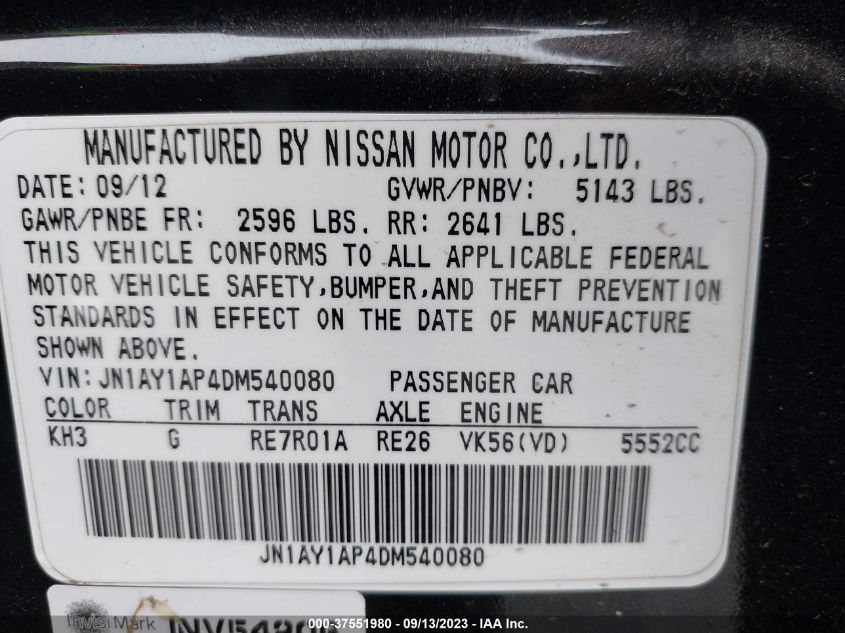 MANUFACTURED BY NISSAN MOTOR CO.,LTD.
DATE: 09/12 GVWR/PNBV: 5143 LBS.
GAWR/PNBE FR: 2596 LBS. RR: 2641 LBS.
THIS VEHICLE CONFORMS TO ALL APPLICABLE FEDERAL
MOTOR VEHICLE SAFETY,BUMPER,AND THEFT PREVENTION
STANDARDS IN EFFECT ON THE DATE OF MANUFACTURE
SHOWN ABOVE.
VIN:JN1AY1AP4DM540080 PASSENGER CAR
COLOR TRIM TRANS AXLE ENGINE
KH3 G RE7R01A RE26 VK56(VD) 5552CC
JN1AY1AP4DM540080
InvisiMark
000-37551980 - 09/13/2023 - IAA Inc.